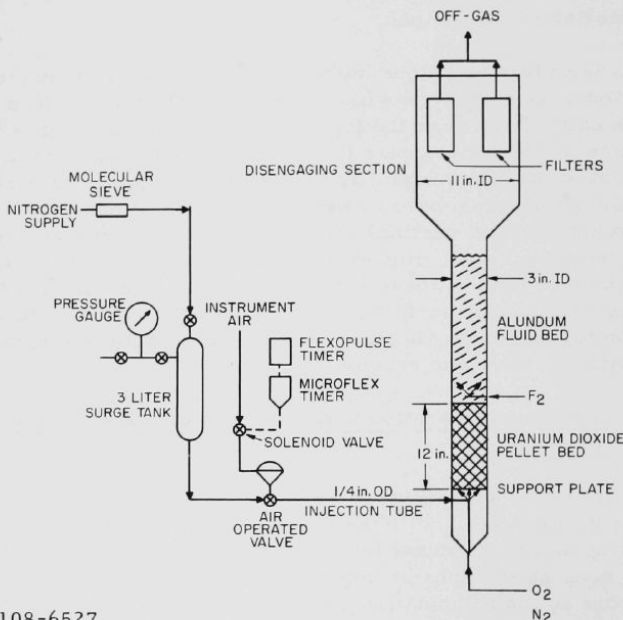 OFF-GAS
FILTERS
DISENGAGING SECTION
11 in. ID
MOLECULAR
SIEVE
NITROGEN
SUPPLY
3 in. ID
PRESSURE
GAUGE
INSTRUMENT
AIR
FLEXOPULSE
TIMER
ALUNDUM
FLUID BED
MICROFLEX
TIMER
3 LITER
SURGE TANK
F2
SOLENOID VALVE
12 in.
URANIUM DIOXIDE
PELLET BED
1/4 in. OD
INJECTION TUBE
SUPPORT PLATE
AIR
OPERATED
VALVE
O2
N2
108-6527